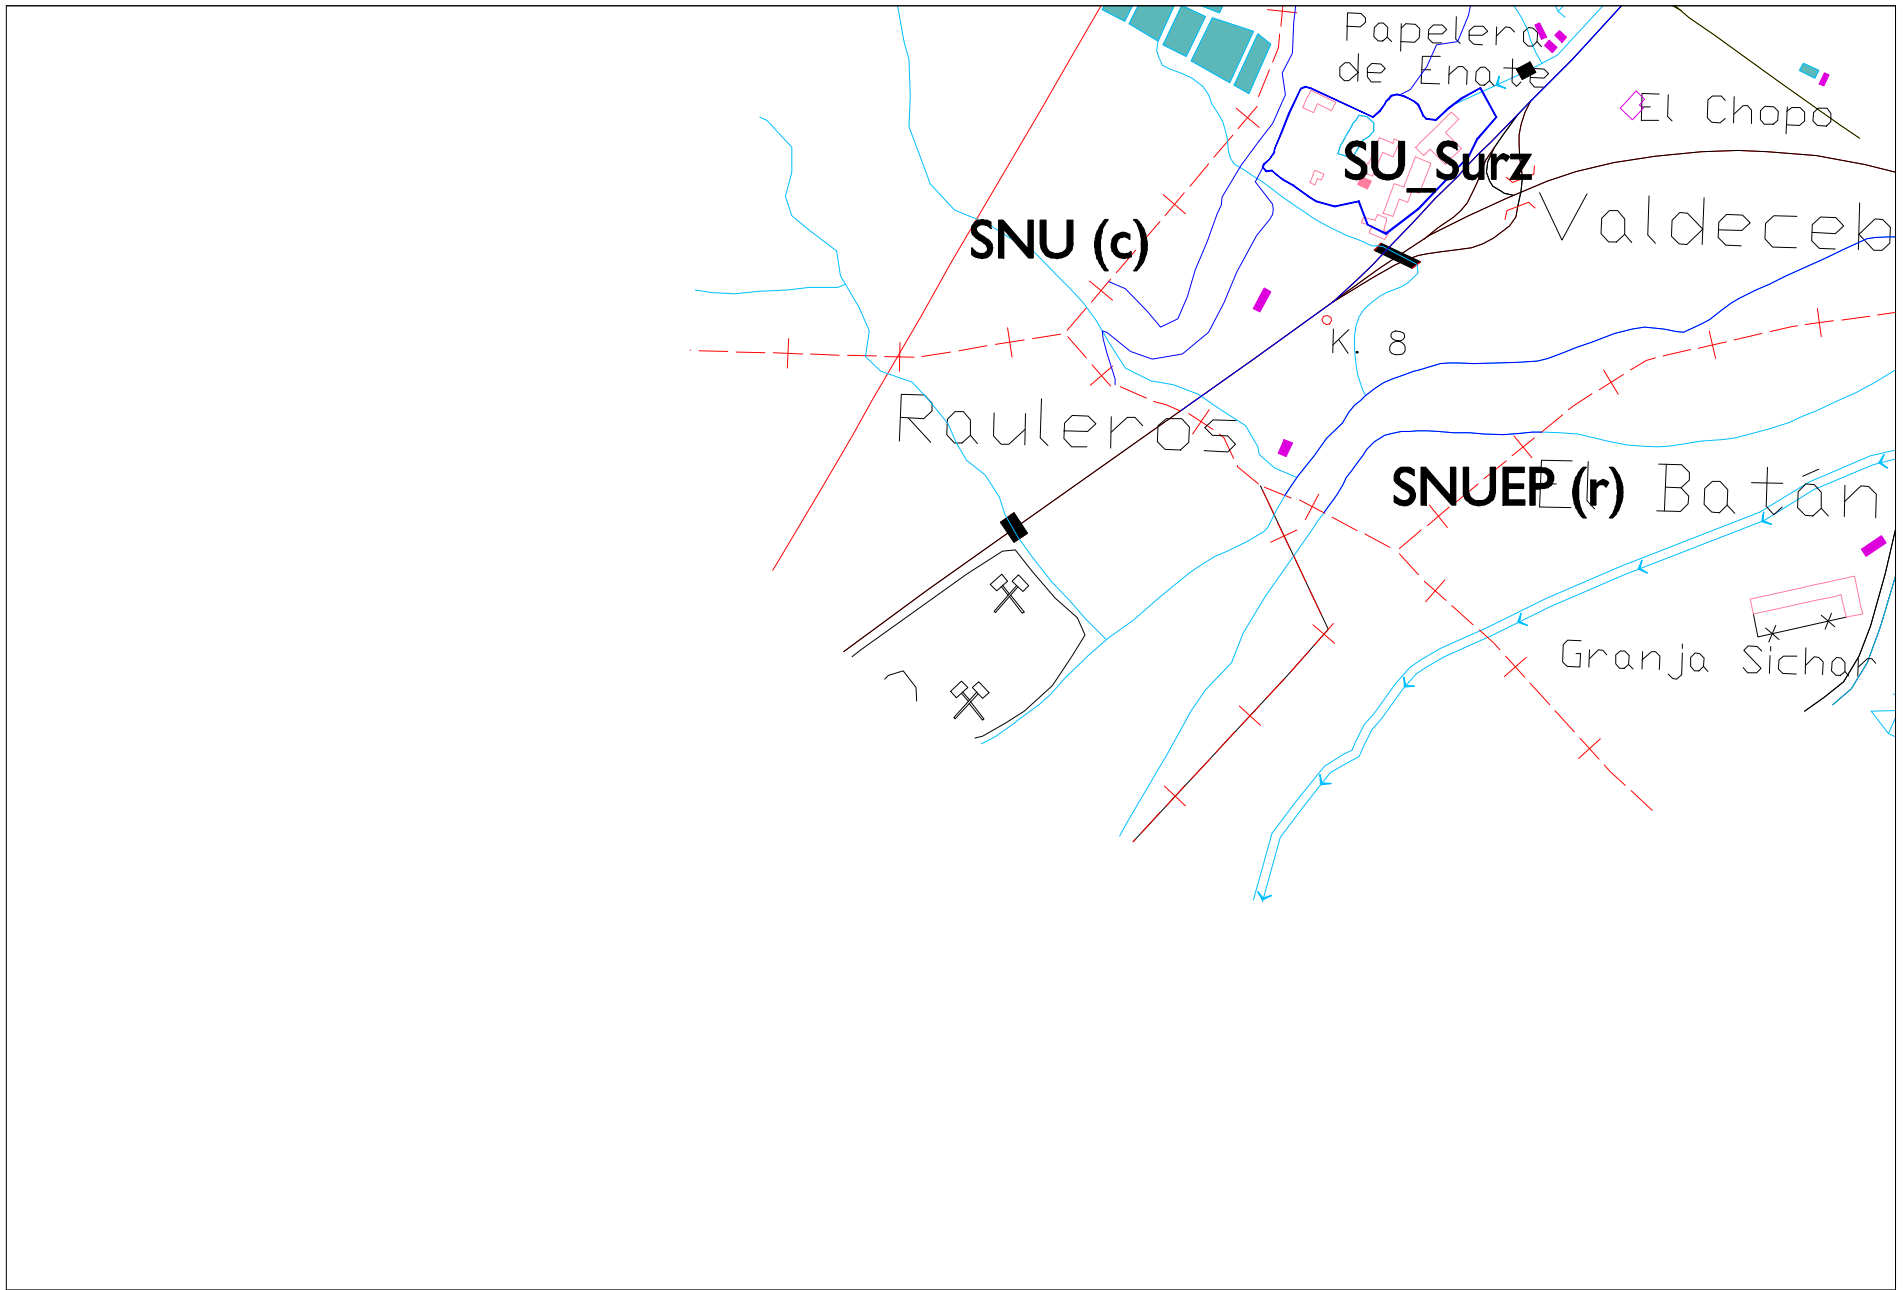 Papelera
de Enate
El Chopo
SU_Surz
Valdeceb
SNU (c)
K. 8
Rauleros
SNUEP (r)
El Batán
Granja Sichar